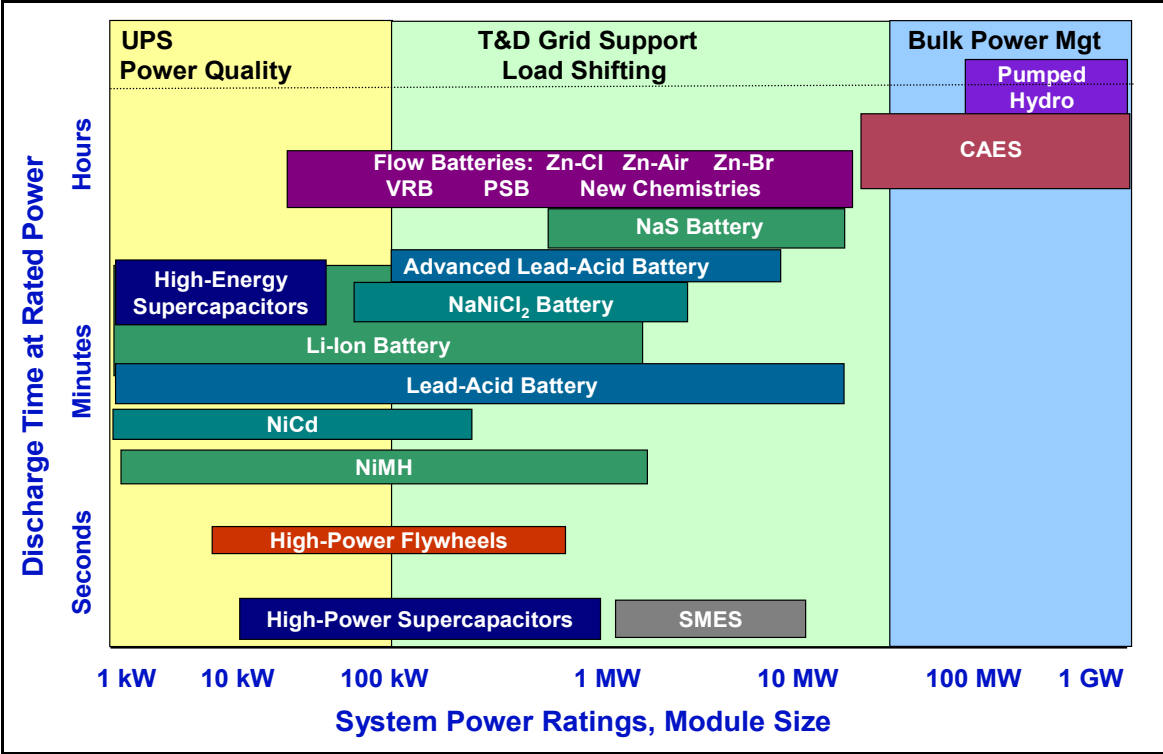 UPS
Power Quality
T&D Grid Support
Load Shifting
Bulk Power Mgt
Pumped
Hydro
CAES
Flow Batteries: Zn-Cl Zn-Air Zn-Br
VRB PSB New Chemistries
NaS Battery
Advanced Lead-Acid Battery
High-Energy
Supercapacitors
NaNiCl₂ Battery
Li-Ion Battery
Lead-Acid Battery
NiCd
NiMH
High-Power Flywheels
High-Power Supercapacitors
SMES
Discharge Time at Rated Power
Hours
Minutes
Seconds
1 kW 10 kW 100 kW 1 MW 10 MW 100 MW 1 GW
System Power Ratings, Module Size